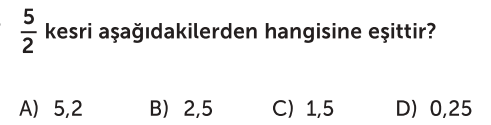 5/2 kesri aşağıdakilerden hangisine eşittir?
A) 5,2 B) 2,5 C) 1,5 D) 0,25